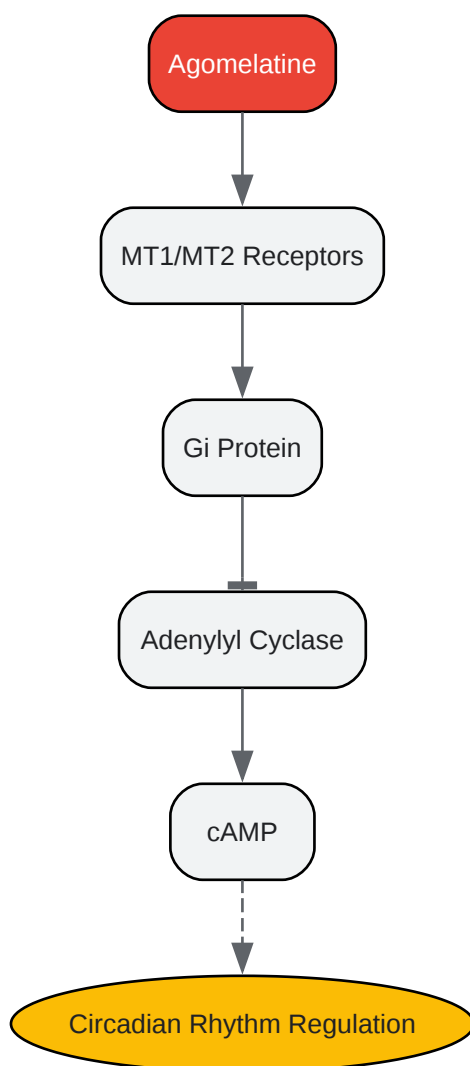 Agomelatine
MT1/MT2 Receptors
Gi Protein
Adenylyl Cyclase
cAMP
Circadian Rhythm Regulation